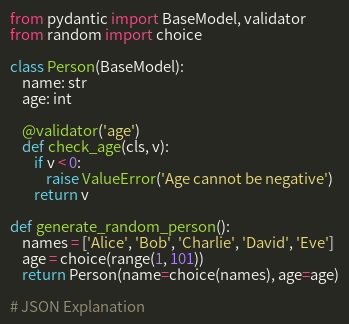 from pydantic import BaseModel, validator
from random import choice

class Person(BaseModel):
    name: str
    age: int

    @validator('age')
    def check_age(cls, v):
        if v < 0:
            raise ValueError('Age cannot be negative')
        return v

def generate_random_person():
    names = ['Alice', 'Bob', 'Charlie', 'David', 'Eve']
    age = choice(range(1, 101))
    return Person(name=choice(names), age=age)

# JSON Explanation